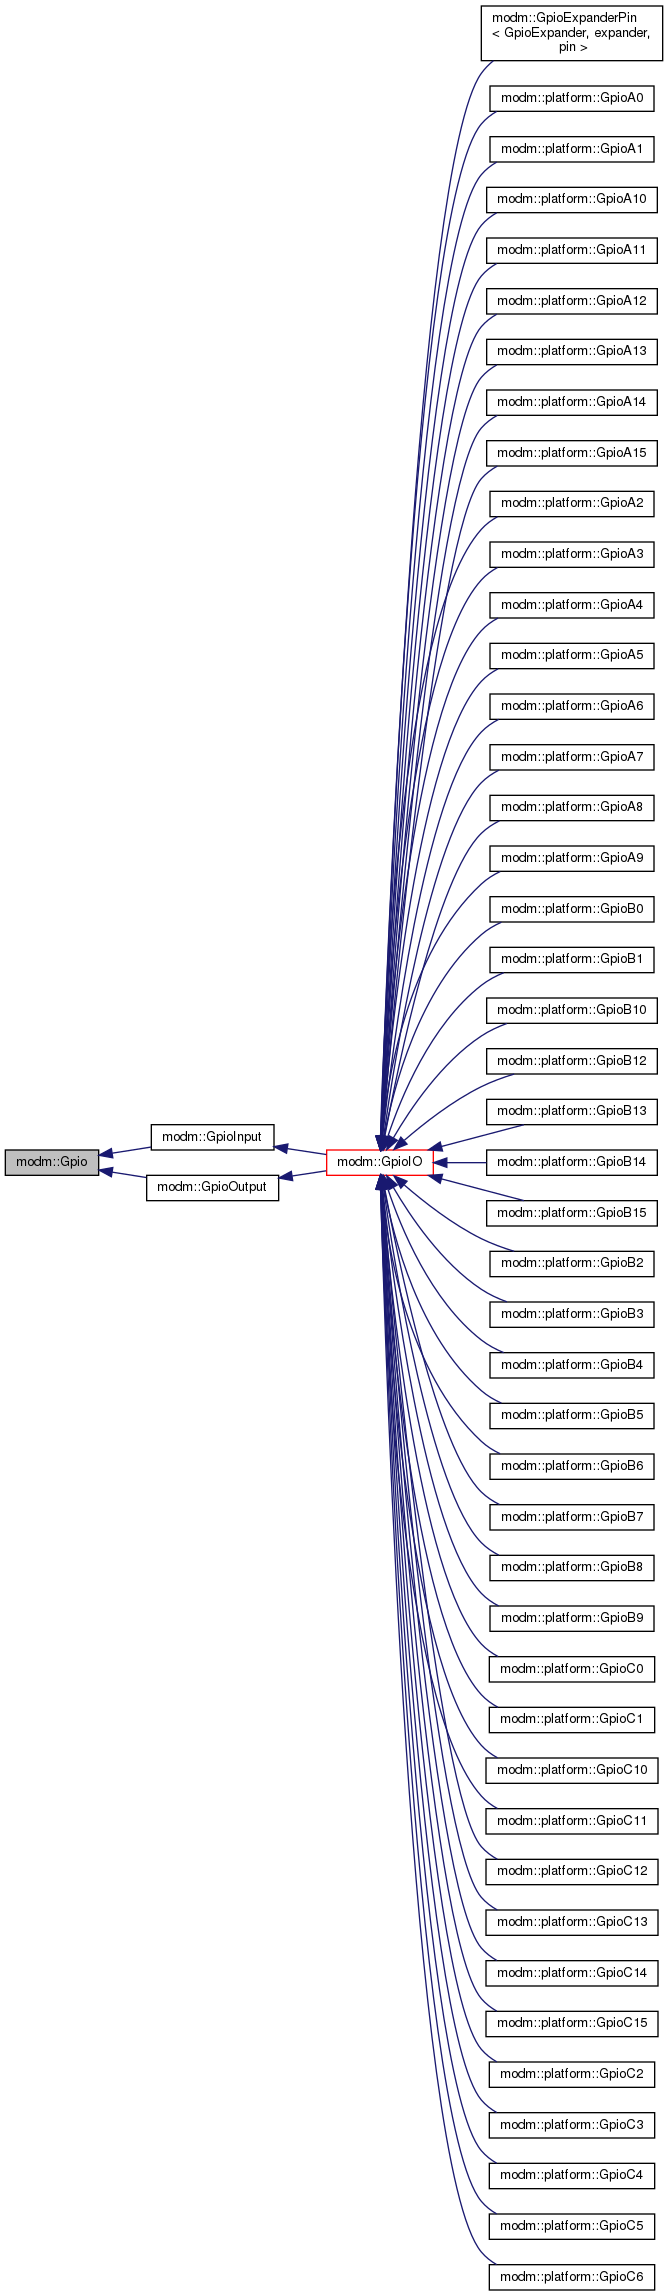 modm::GpioExpanderPin
< GpioExpander, expander,
pin >
modm::platform::GpioA0
modm::platform::GpioA1
modm::platform::GpioA10
modm::platform::GpioA11
modm::platform::GpioA12
modm::platform::GpioA13
modm::platform::GpioA14
modm::platform::GpioA15
modm::platform::GpioA2
modm::platform::GpioA3
modm::platform::GpioA4
modm::platform::GpioA5
modm::platform::GpioA6
modm::platform::GpioA7
modm::platform::GpioA8
modm::platform::GpioA9
modm::platform::GpioB0
modm::platform::GpioB1
modm::platform::GpioB10
modm::platform::GpioB12
modm::platform::GpioB13
modm::GpioInput
modm::Gpio
modm::GpioIO
modm::platform::GpioB14
modm::GpioOutput
modm::platform::GpioB15
modm::platform::GpioB2
modm::platform::GpioB3
modm::platform::GpioB4
modm::platform::GpioB5
modm::platform::GpioB6
modm::platform::GpioB7
modm::platform::GpioB8
modm::platform::GpioB9
modm::platform::GpioC0
modm::platform::GpioC1
modm::platform::GpioC10
modm::platform::GpioC11
modm::platform::GpioC12
modm::platform::GpioC13
modm::platform::GpioC14
modm::platform::GpioC15
modm::platform::GpioC2
modm::platform::GpioC3
modm::platform::GpioC4
modm::platform::GpioC5
modm::platform::GpioC6